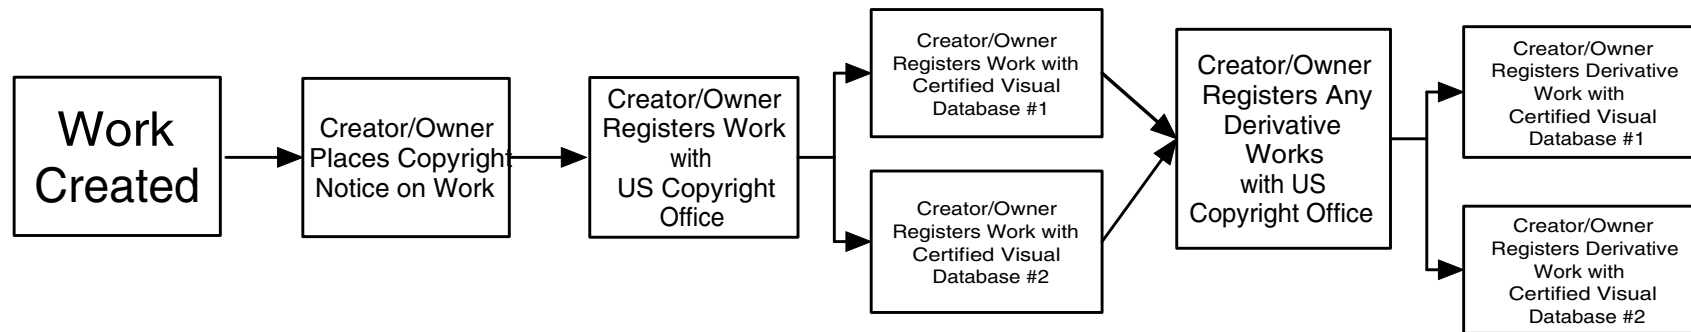 Work
Created
Creator/Owner
Places Copyright
Notice on Work
Creator/Owner
Registers Work
with
US Copyright
Office
Creator/Owner
Registers Work with
Certified Visual
Database #1
Creator/Owner
Registers Work with
Certified Visual
Database #2
Creator/Owner
Registers Any
Derivative
Works
with US
Copyright Office
Creator/Owner
Registers Derivative
Work with
Certified Visual
Database #1
Creator/Owner
Registers Derivative
Work with
Certified Visual
Database #2